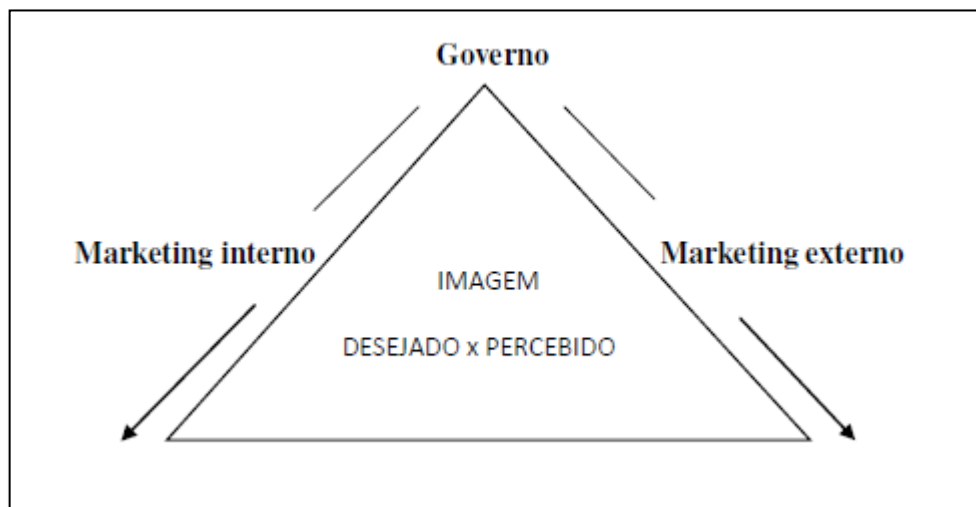 Governo
Marketing interno
Marketing externo
IMAGEM
DESEJADO x PERCEBIDO